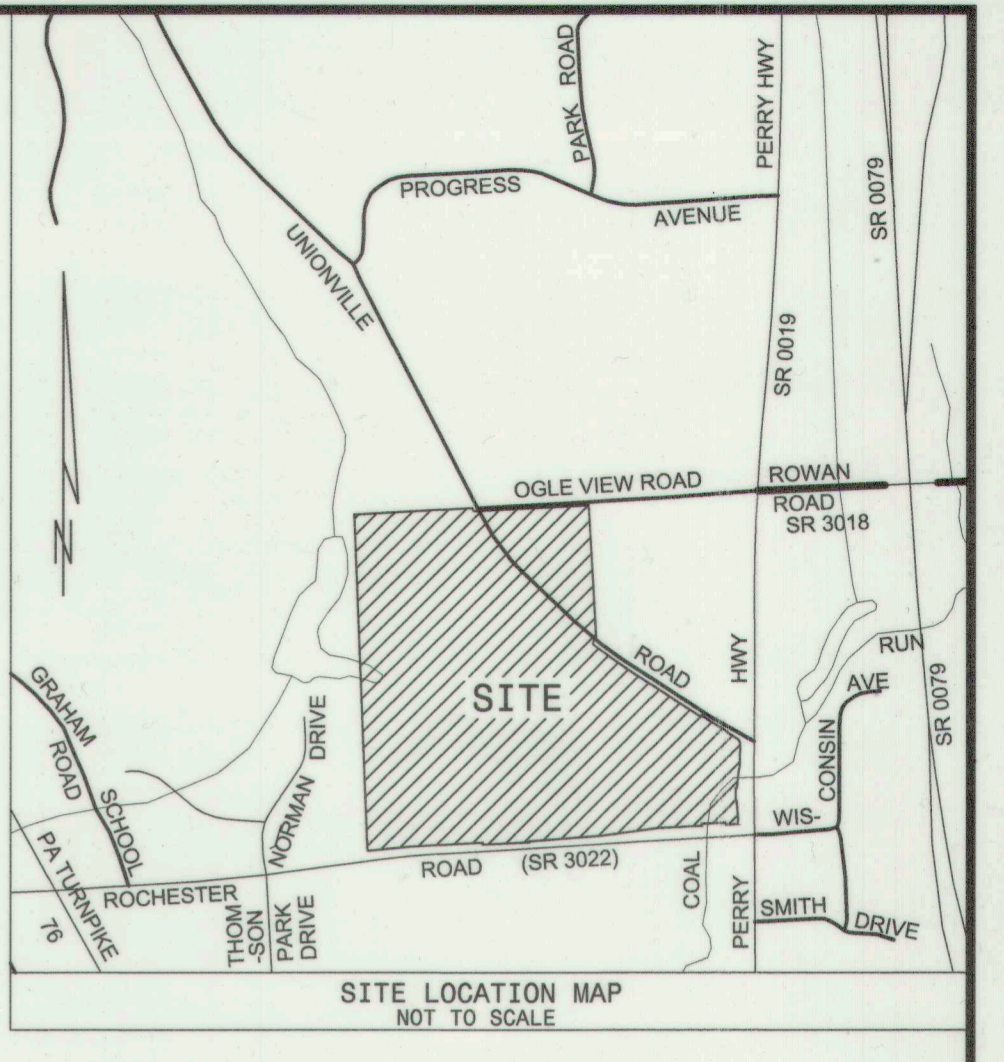 PARK ROAD
PERRY HWY
PROGRESS
AVENUE
SR 0079
UNIONVILLE
SR 0019
OGLE VIEW ROAD
ROWAN
ROAD
SR 3018
N
ROAD
HWY
RUN
SITE
AVE
GRAHAM
ROAD
SCHOOL
NORMAN
DRIVE
CONSIN
SR 0079
WIS-
PA TURNPIKE
76
ROCHESTER
ROAD
(SR 3022)
COAL
PERRY
SMITH
DRIVE
THOM
-SON
PARK
DRIVE
SITE LOCATION MAP
NOT TO SCALE